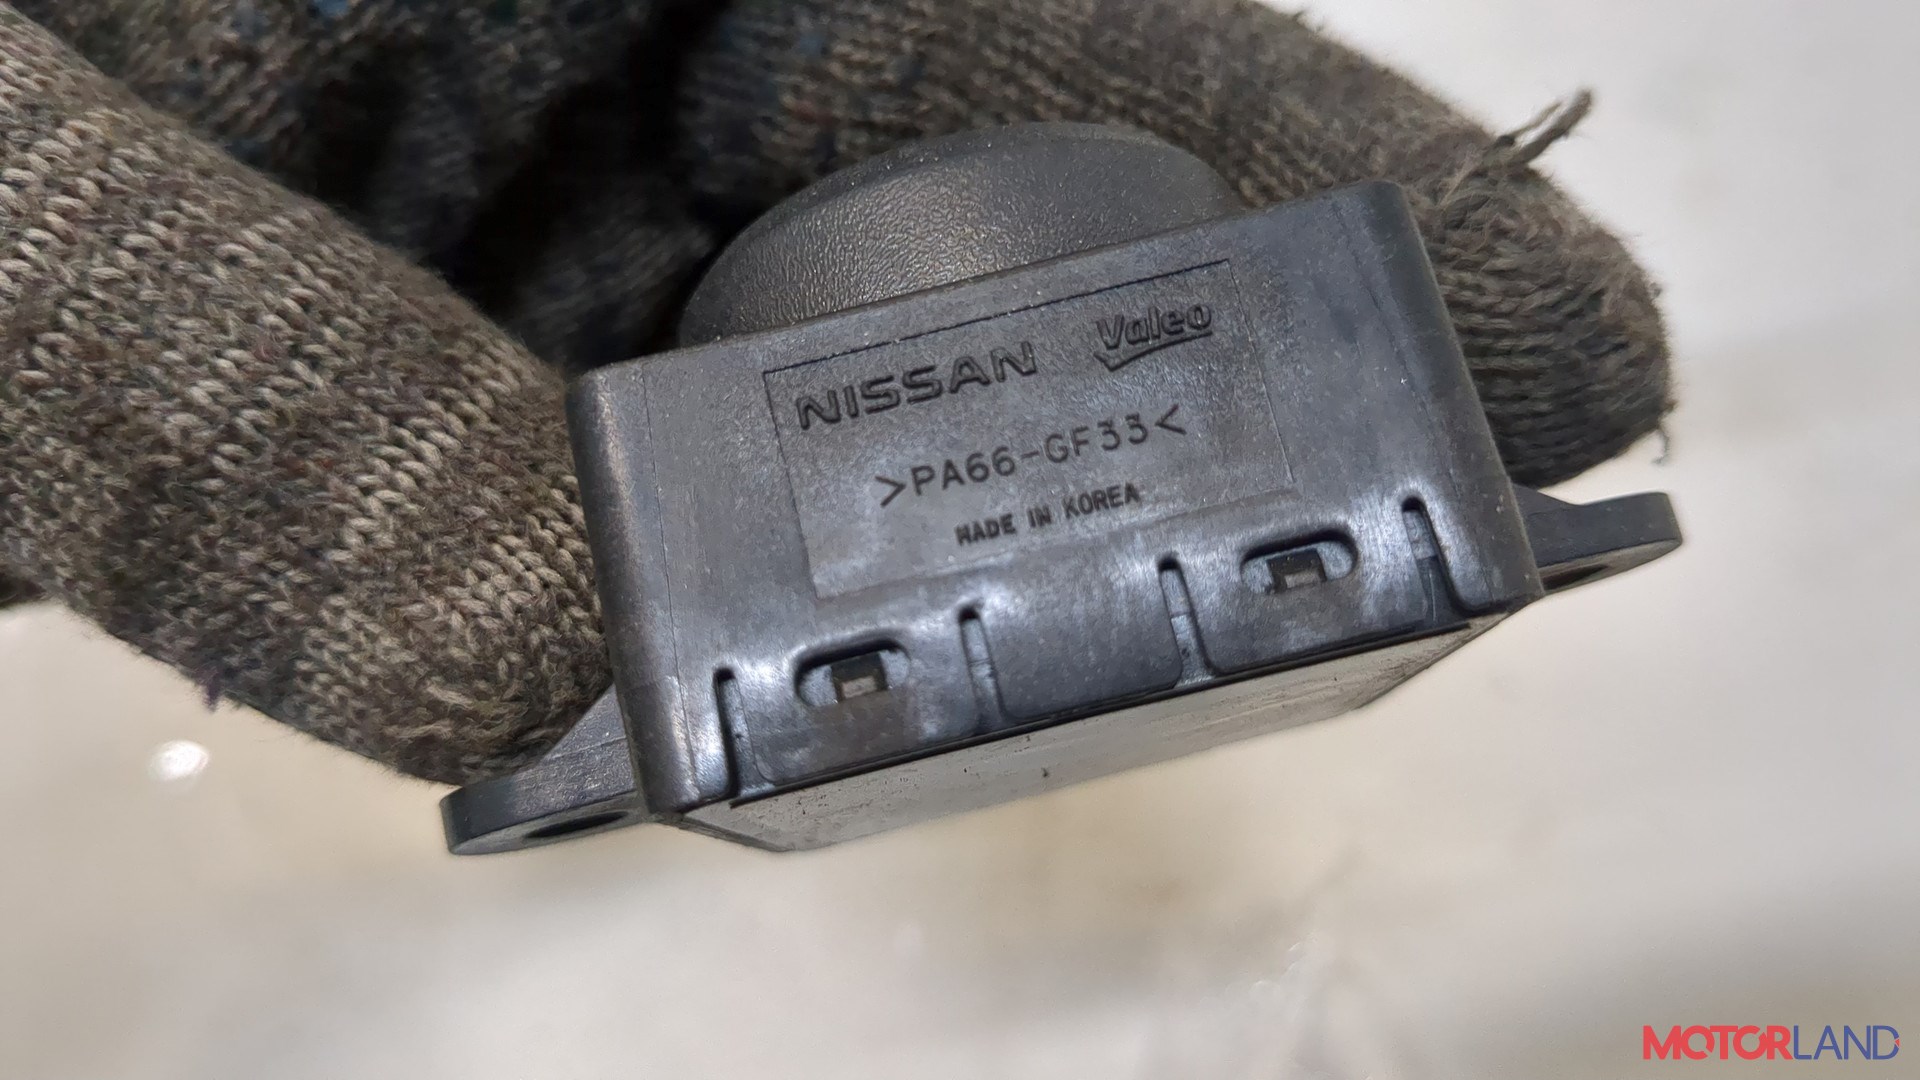 NISSAN Valeo
>PA66-GF33<
MADE IN KOREA
MOTORLAND